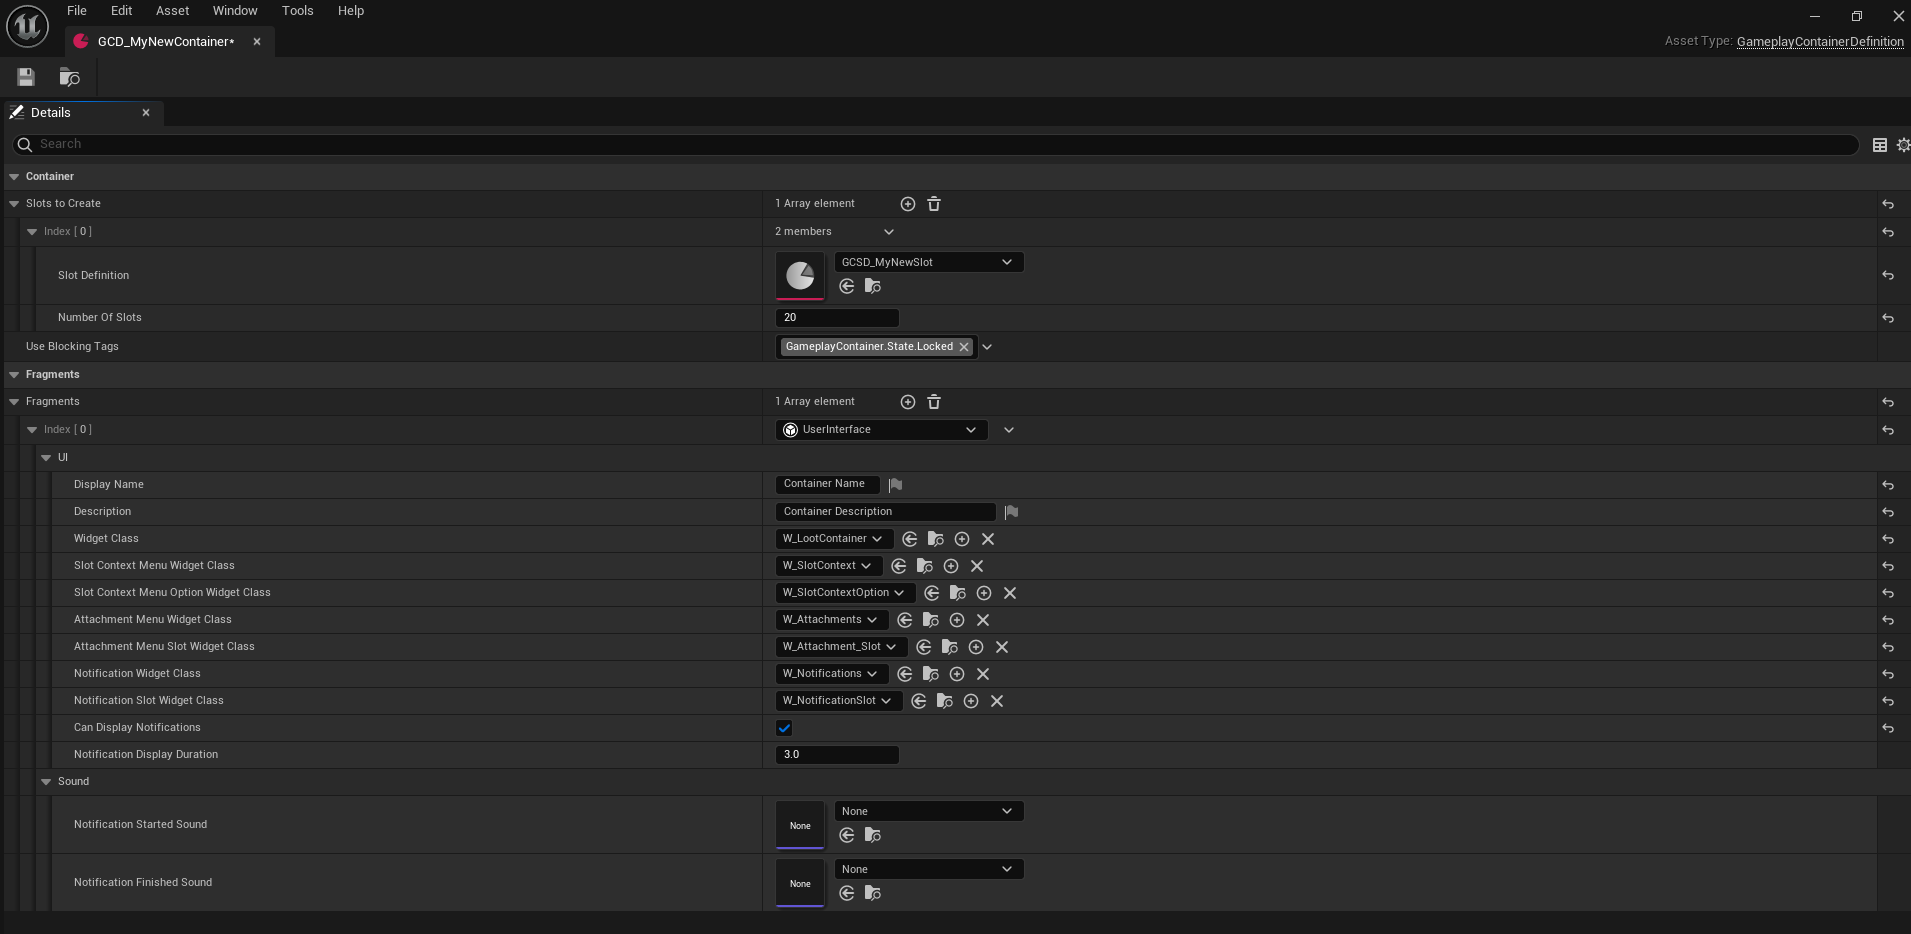 File Edit Asset Window Tools Help
GCD_MyNewContainer*
Asset Type: GameplayContainerDefinition
Details
Search
Container
Slots to Create 1 Array element
Index [ 0 ] 2 members
Slot Definition GCSD_MyNewSlot
Number Of Slots 20
Use Blocking Tags GameplayContainer.State.Locked
Fragments
Fragments 1 Array element
Index [ 0 ] UserInterface
UI
Display Name Container Name
Description Container Description
Widget Class W_LootContainer
Slot Context Menu Widget Class W_SlotContext
Slot Context Menu Option Widget Class W_SlotContextOption
Attachment Menu Widget Class W_Attachments
Attachment Menu Slot Widget Class W_Attachment_Slot
Notification Widget Class W_Notifications
Notification Slot Widget Class W_NotificationSlot
Can Display Notifications
Notification Display Duration 3.0
Sound
Notification Started Sound None None
Notification Finished Sound None None